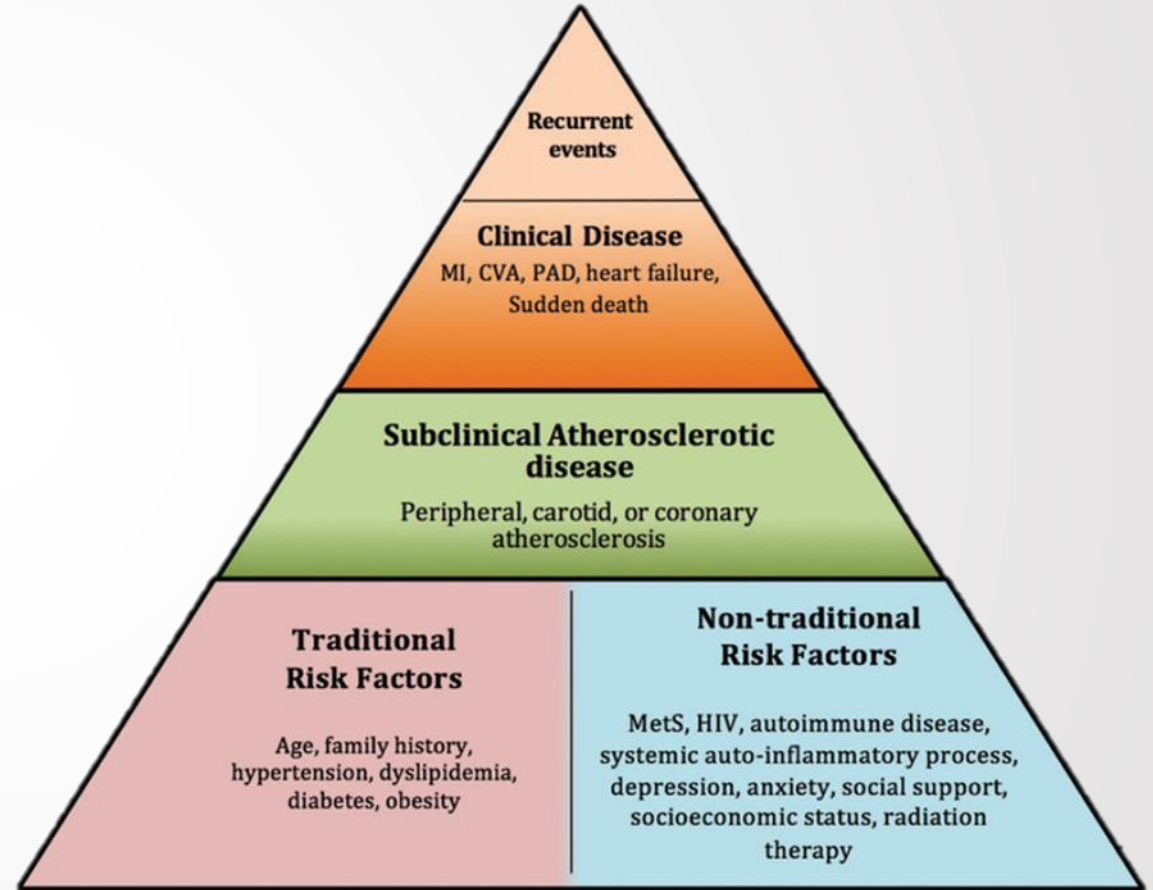 Recurrent
events
Clinical Disease
MI, CVA, PAD, heart failure,
Sudden death
Subclinical Atherosclerotic
disease
Peripheral, carotid, or coronary
atherosclerosis
Traditional
Risk Factors
Age, family history,
hypertension, dyslipidemia,
diabetes, obesity
Non-traditional
Risk Factors
MetS, HIV, autoimmune disease,
systemic auto-inflammatory process,
depression, anxiety, social support,
socioeconomic status, radiation
therapy